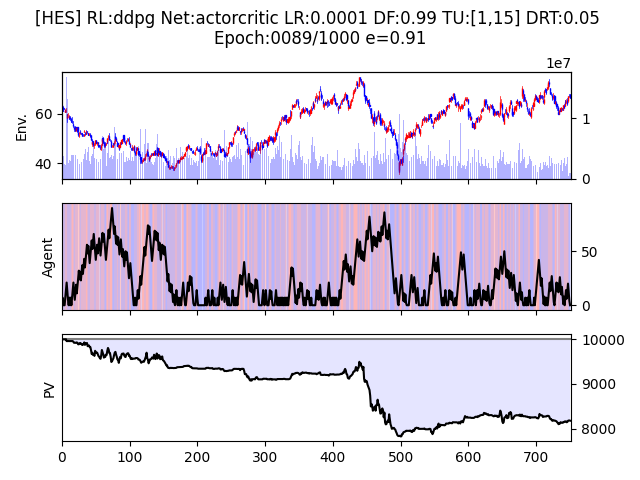 [HES] RL:ddpg Net:actorcritic LR:0.0001 DF:0.99 TU:[1,15] DRT:0.05
Epoch:0089/1000 e=0.91
1e7
Env.
60
40
1
0
Agent
50
0
PV
10000
9000
8000
0 100 200 300 400 500 600 700